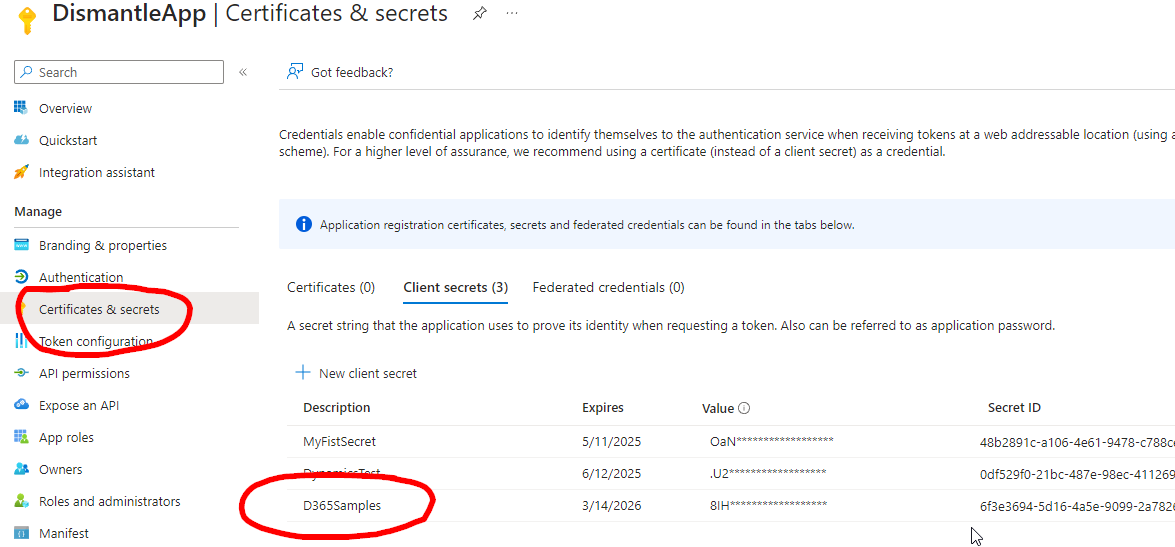 DismantleApp | Certificates & secrets
Search
Got feedback?
Overview
Quickstart
Integration assistant
Manage
Branding & properties
Authentication
Certificates & secrets
Token configuration
API permissions
Expose an API
App roles
Owners
Roles and administrators
Manifest
Credentials enable confidential applications to identify themselves to the authentication service when receiving tokens at a web addressable location (using a
scheme). For a higher level of assurance, we recommend using a certificate (instead of a client secret) as a credential.
Application registration certificates, secrets and federated credentials can be found in the tabs below.
Certificates (0) Client secrets (3) Federated credentials (0)
A secret string that the application uses to prove its identity when requesting a token. Also can be referred to as application password.
New client secret
Description Expires Value Secret ID
MyFistSecret 5/11/2025 OaN****************** 48b2891c-a106-4e61-9478-c788c
DynamicsTest 6/12/2025 .U2****************** 0df529f0-21bc-487e-98ec-411269
D365Samples 3/14/2026 8IH****************** 6f3e3694-5d16-4a5e-9099-2a782